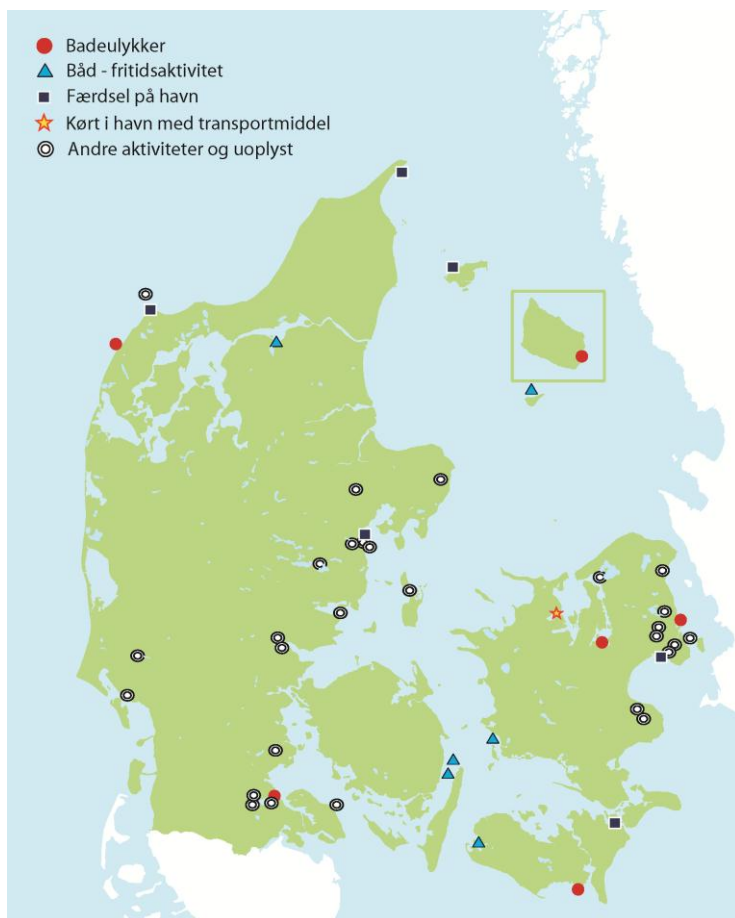 Badeulykker
Båd - fritidsaktivitet
Færdsel på havn
Kørt i havn med transportmiddel
Andre aktiviteter og uoplyst